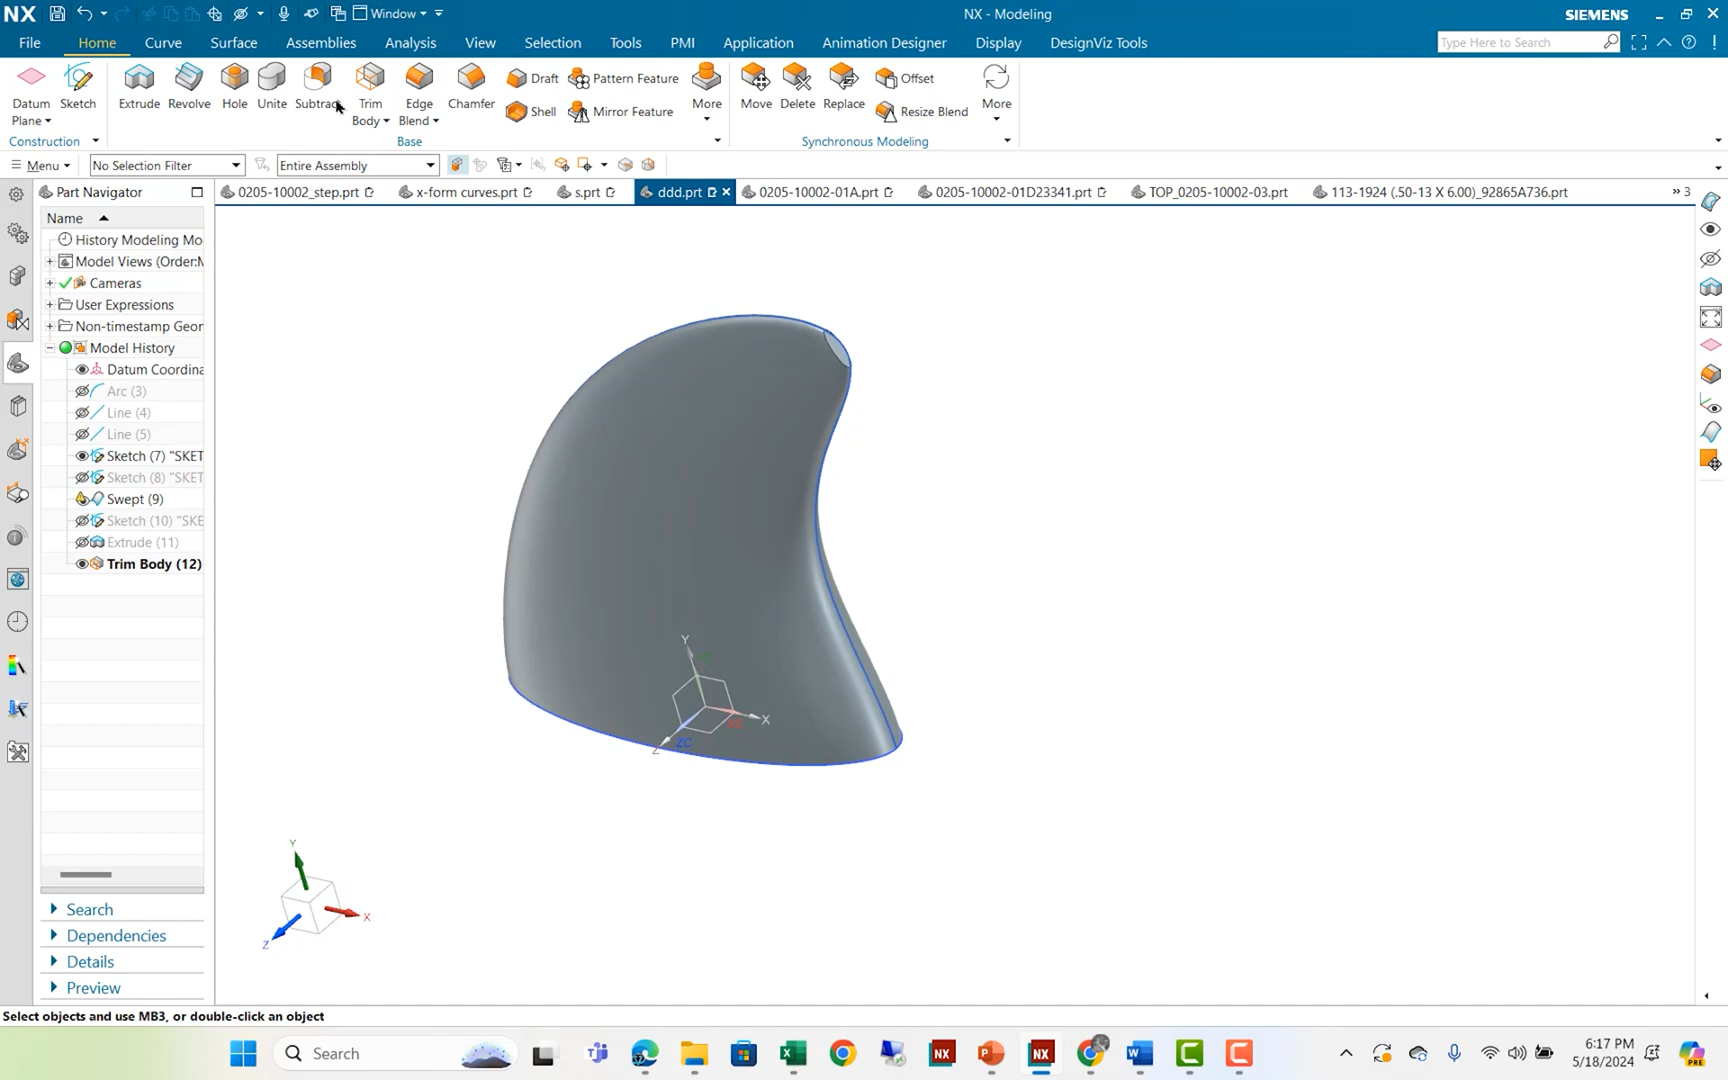 NX
Window
NX - Modeling
SIEMENS
File Home Curve Surface Assemblies Analysis View Selection Tools PMI Application Animation Designer Display DesignViz Tools
Type Here to Search
Datum Plane
Sketch
Extrude
Revolve
Hole
Unite
Subtract
Trim Body
Edge Blend
Chamfer
Draft
Shell
Pattern Feature
Mirror Feature
More
Move
Delete
Replace
Offset
Resize Blend
More
Construction
Base
Synchronous Modeling
Menu
No Selection Filter
Entire Assembly
Part Navigator
0205-10002_step.prt
x-form curves.prt
s.prt
ddd.prt
0205-10002-01A.prt
0205-10002-01D23341.prt
TOP_0205-10002-03.prt
113-1924 (.50-13 X 6.00)_92865A736.prt
3
Name
History Modeling Mo
Model Views (Order:M
Cameras
User Expressions
Non-timestamp Geor
Model History
Datum Coordina
Arc (3)
Line (4)
Line (5)
Sketch (7) "SKET
Sketch (8) "SKET
Swept (9)
Sketch (10) "SKE
Extrude (11)
Trim Body (12)
Y
X
ZC
Z
Y
X
Z
Search
Dependencies
Details
Preview
Select objects and use MB3, or double-click an object
Search
NX
NX
6:17 PM
5/18/2024
PRE